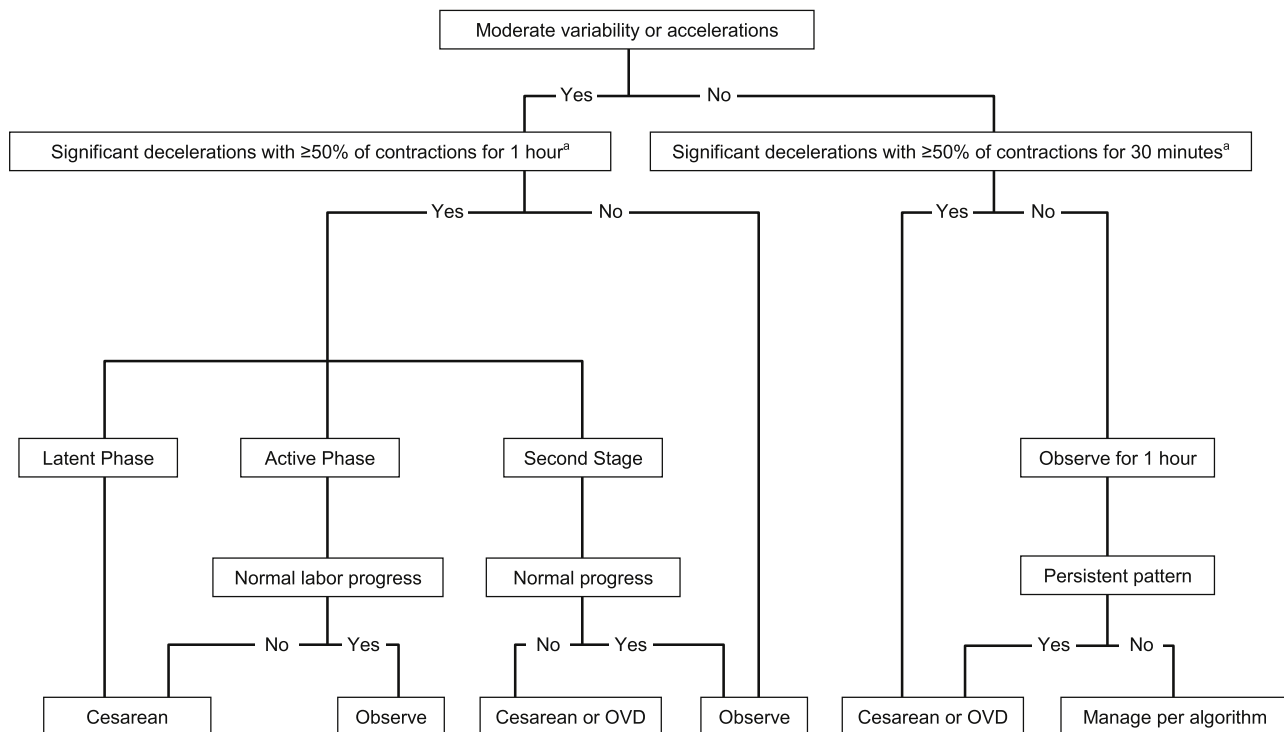 Moderate variability or accelerations
Yes No
Significant decelerations with ≥50% of contractions for 1 hourᵃ
Significant decelerations with ≥50% of contractions for 30 minutesᵃ
Yes No
Yes No
Latent Phase
Active Phase
Second Stage
Observe for 1 hour
Normal labor progress
Normal progress
Persistent pattern
No Yes
No Yes
Yes No
Cesarean
Observe
Cesarean or OVD
Observe
Cesarean or OVD
Manage per algorithm